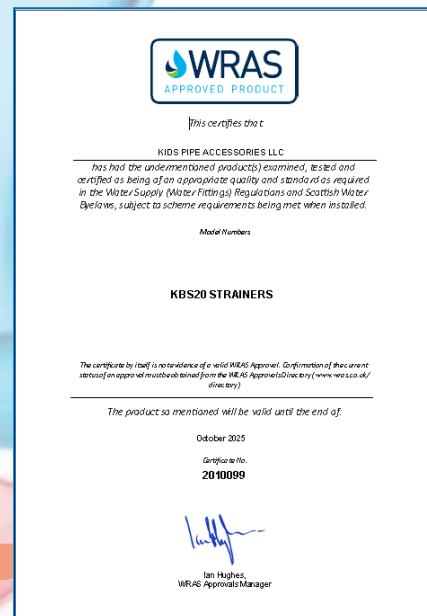 WRAS
APPROVED PRODUCT
This certifies that
KIDS PIPE ACCESSORIES LLC
has had the undermentioned product(s) examined, tested and
certified as being of an appropriate quality and standard as required
in the Water Supply (Water Fittings) Regulations and Scottish Water
Byelaws, subject to scheme requirements being met when installed.
Model Numbers
KBS20 STRAINERS
The certificate by itself is not evidence of a valid WRAS Approval. Confirmation of the current
status of an approval must be obtained from the WRAS Approvals Directory (www.wras.co.uk/
directory)
The product so mentioned will be valid until the end of:
October 2025
Certificate No.
2010099
Ian Hughes,
WRAS Approvals Manager